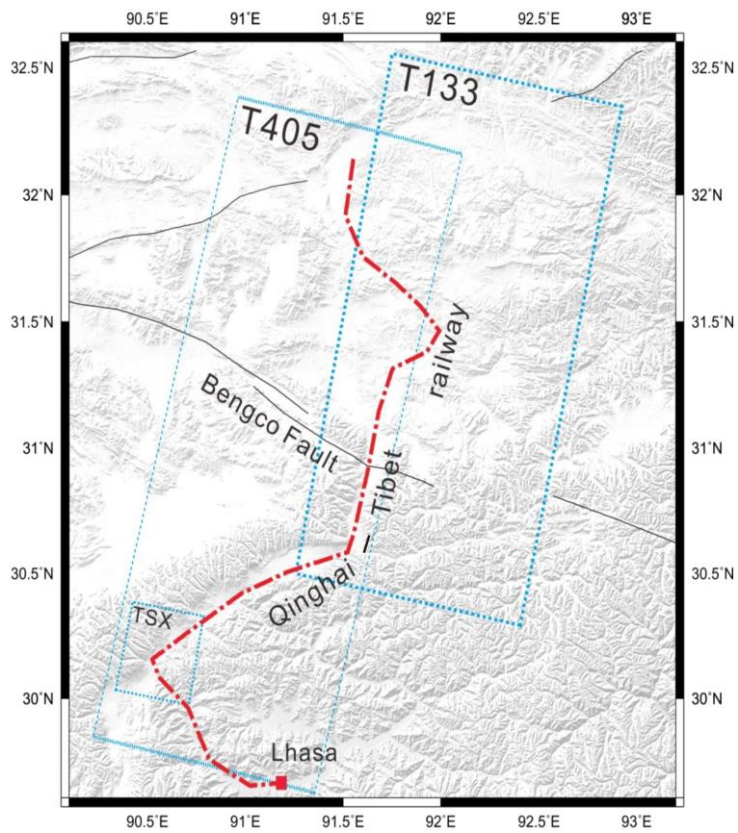 90.5˚E 91˚E 91.5˚E 92˚E 92.5˚E 93˚E
32.5˚N 32.5˚N
T133
T405
32˚N 32˚N
31.5˚N 31.5˚N
railway
Bengco Fault
31˚N 31˚N
Tibet
–
30.5˚N 30.5˚N
Qinghai
TSX
30˚N 30˚N
Lhasa
90.5˚E 91˚E 91.5˚E 92˚E 92.5˚E 93˚E